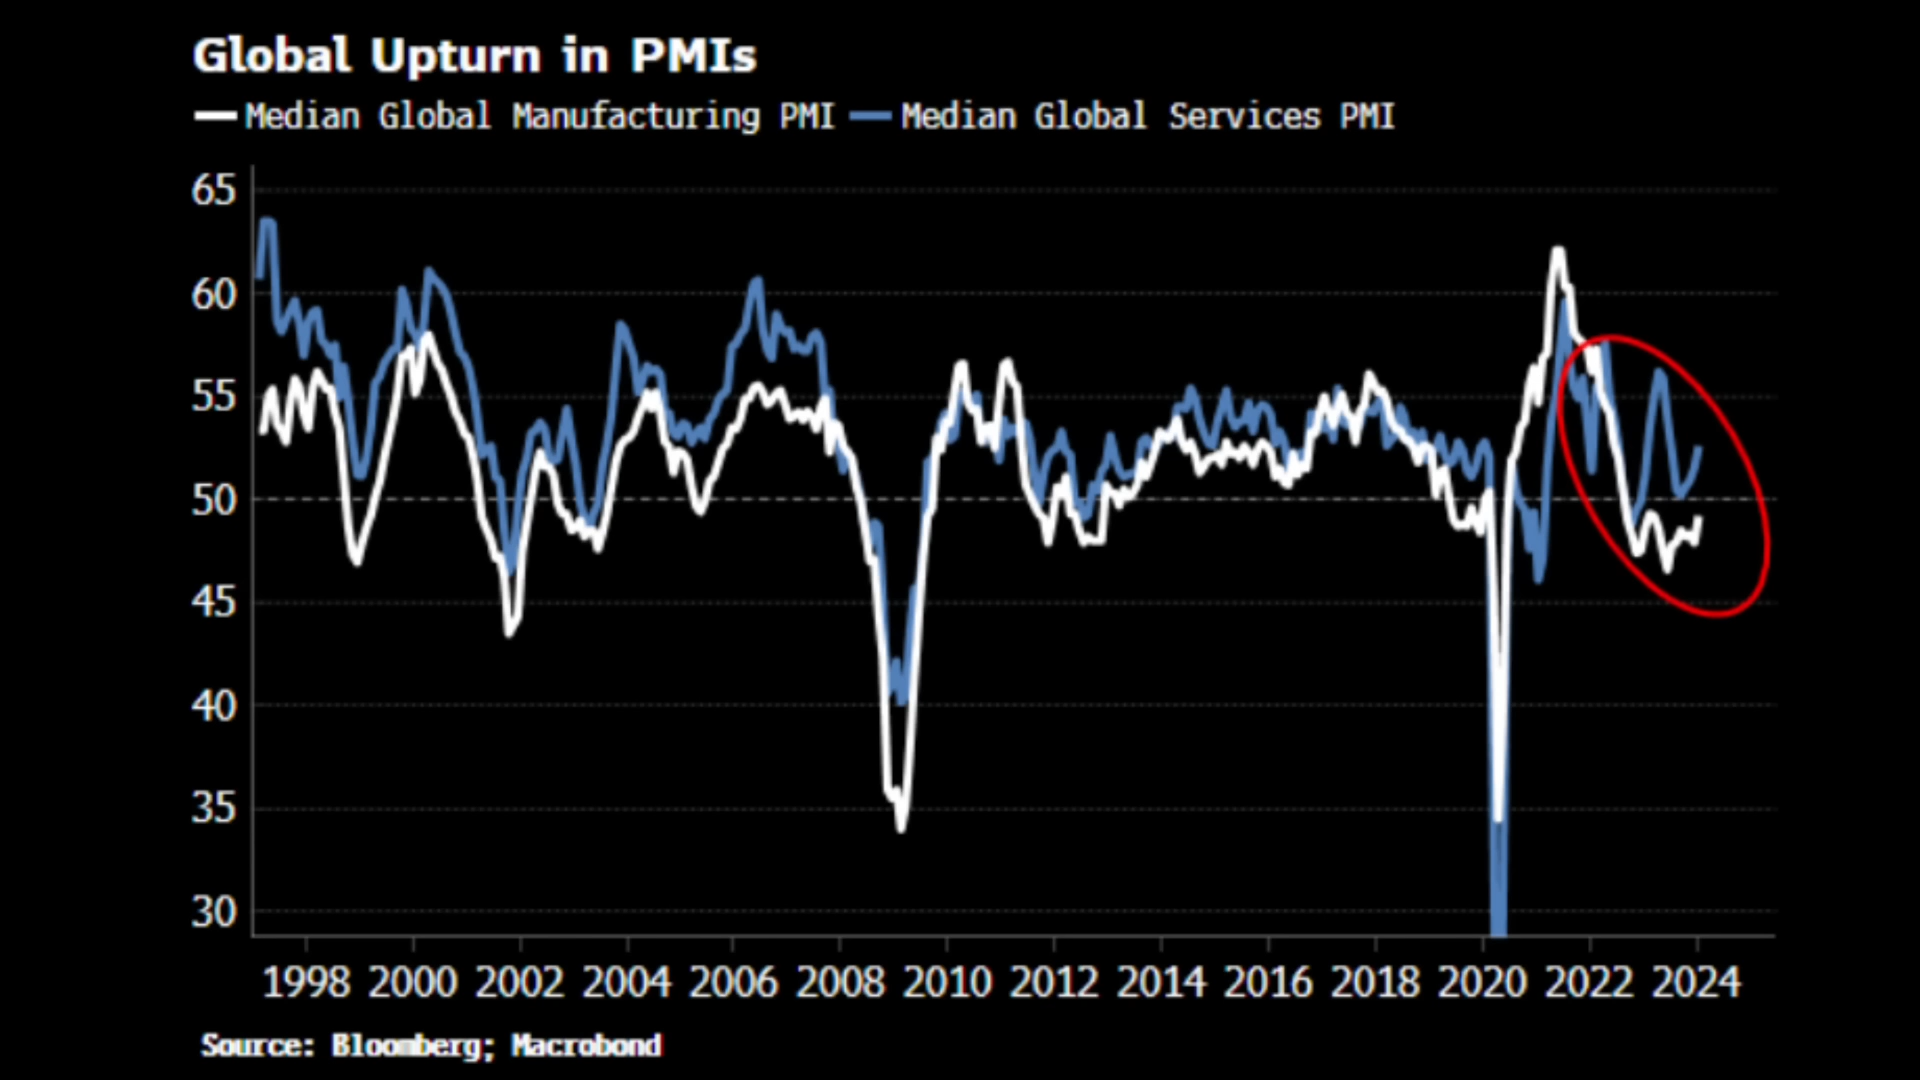 Global Upturn in PMIs
Median Global Manufacturing PMI Median Global Services PMI
65
60
55
50
45
40
35
30
1998 2000 2002 2004 2006 2008 2010 2012 2014 2016 2018 2020 2022 2024
Source: Bloomberg; Macrobond